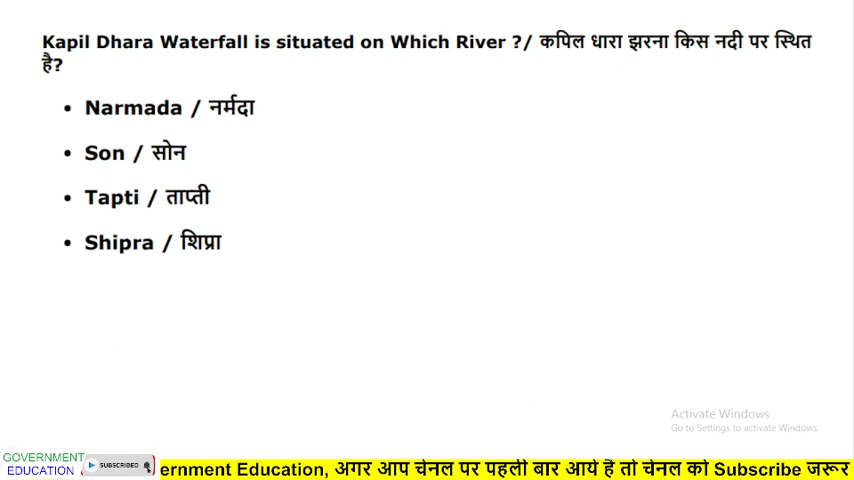 Kapil Dhara Waterfall is situated on Which River ?/ कपिल धारा झरना किस नदी पर स्थित
है?
• Narmada / नर्मदा
• Son / सोन
• Tapti / ताप्ती
• Shipra / शिप्रा
Activate Windows
Go to Settings to activate Windows.
GOVERNMENT
EDUCATION
SUBSCRIBED
ernment Education, अगर आप चेनल पर पहली बार आये है तो चेनल को Subscribe जरूर